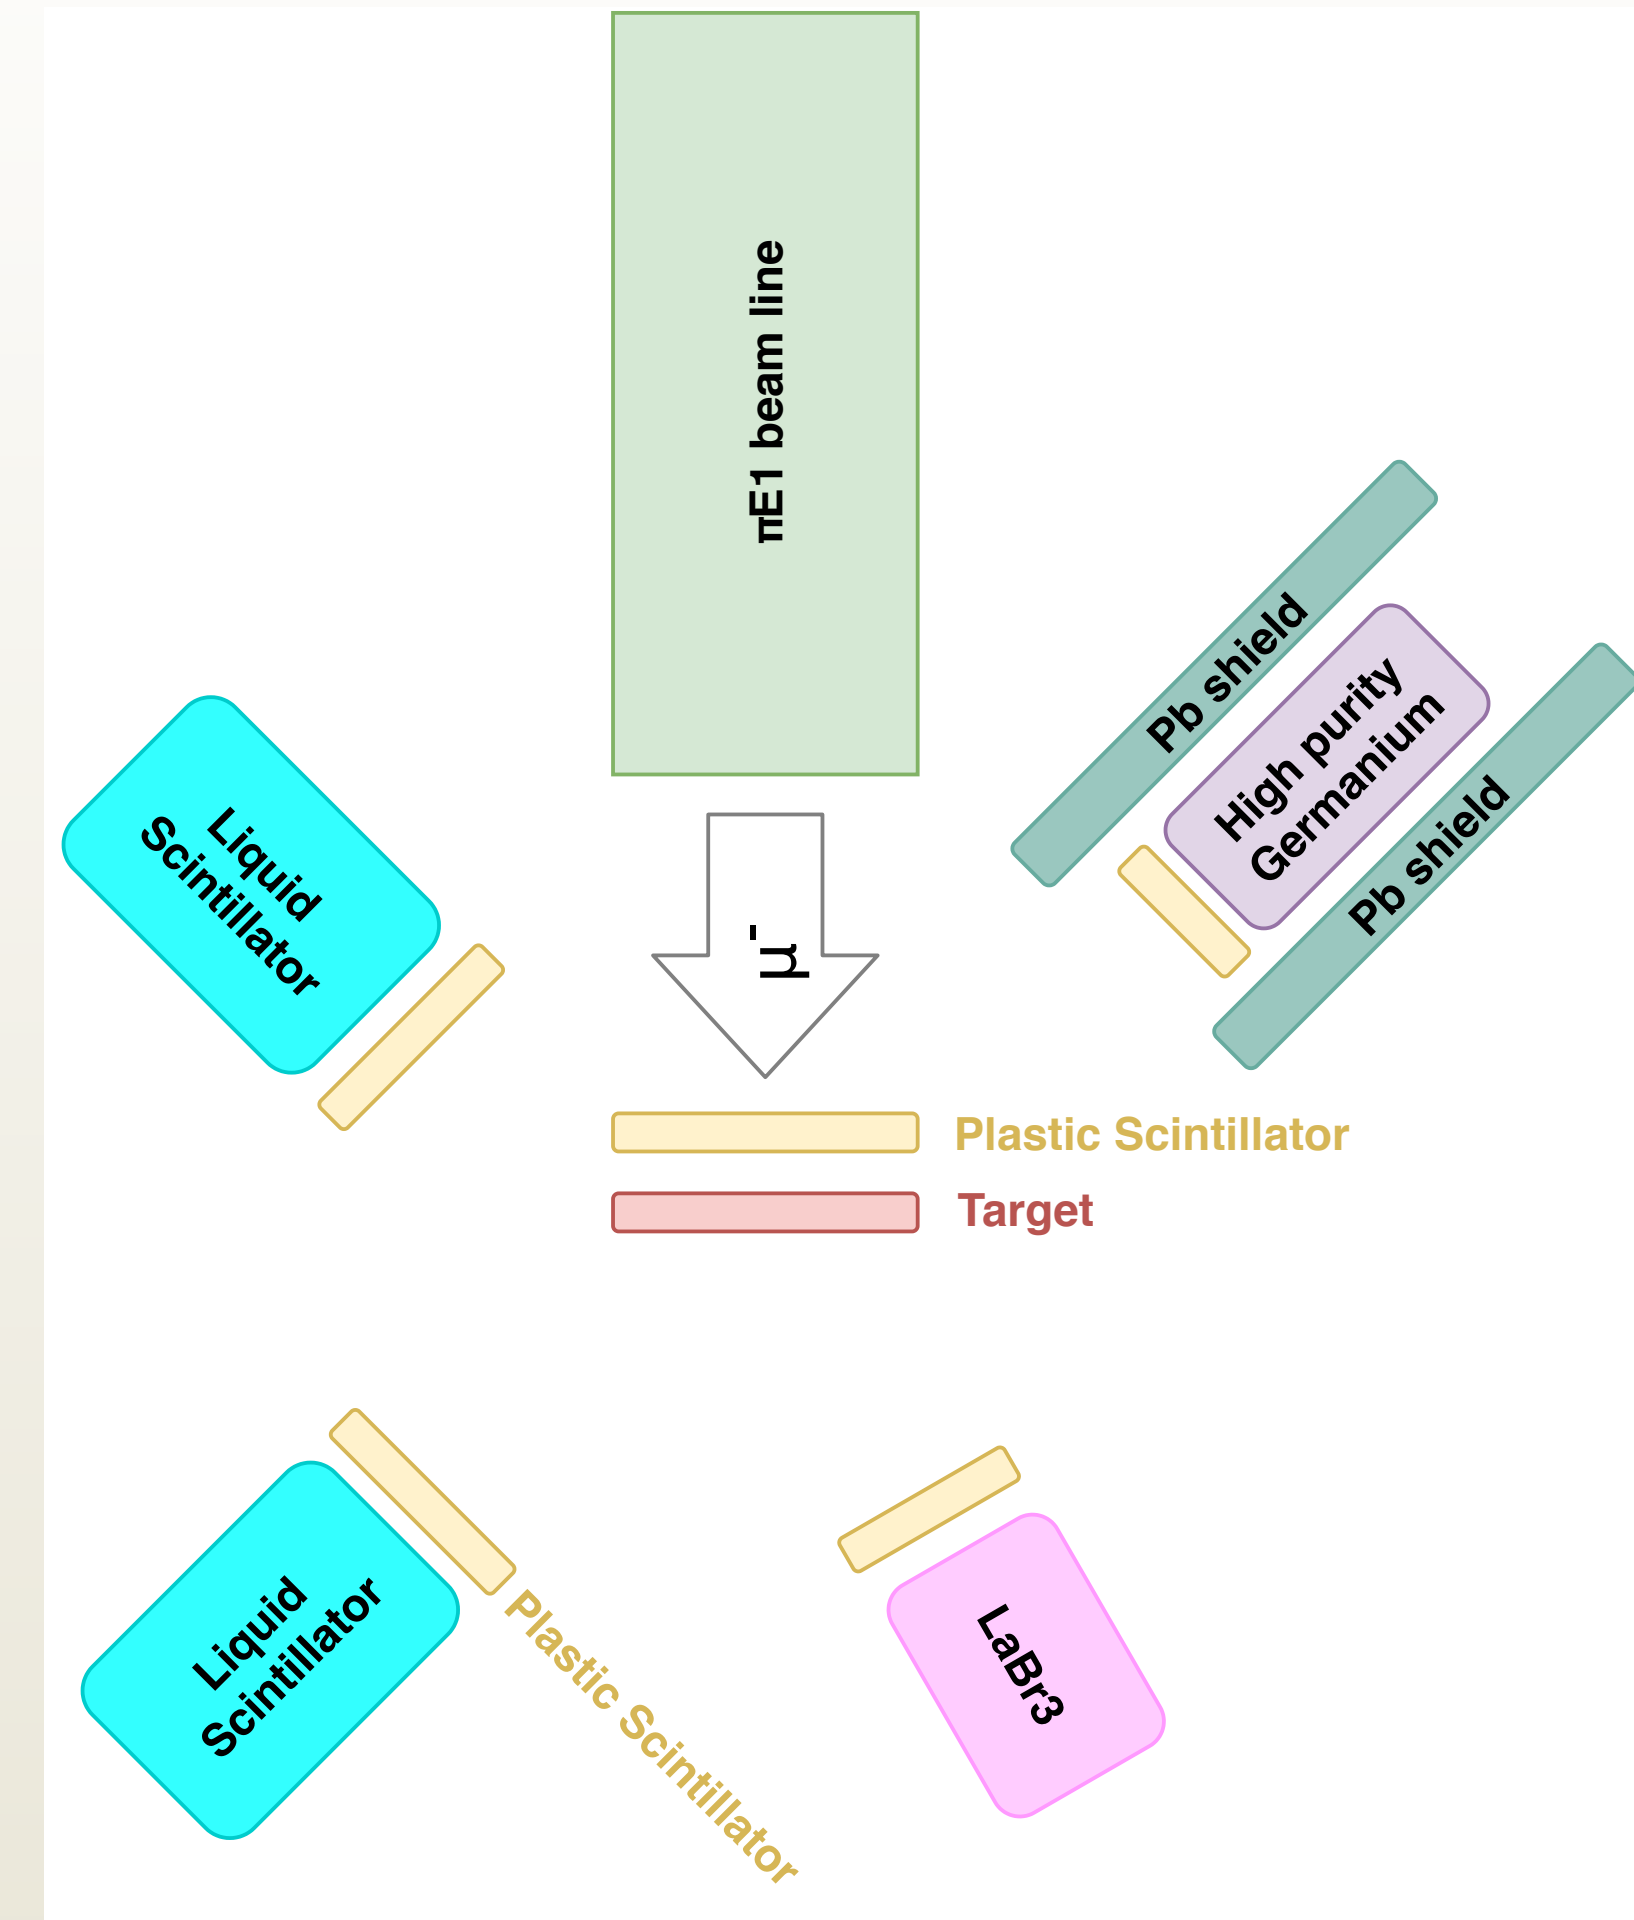 πE1 beam line
Pb shield
High purity
Germanium
Pb shield
Liquid
Scintillator
μ-
Plastic Scintillator
Target
Liquid
Scintillator
Plastic Scintillator
LaBr3